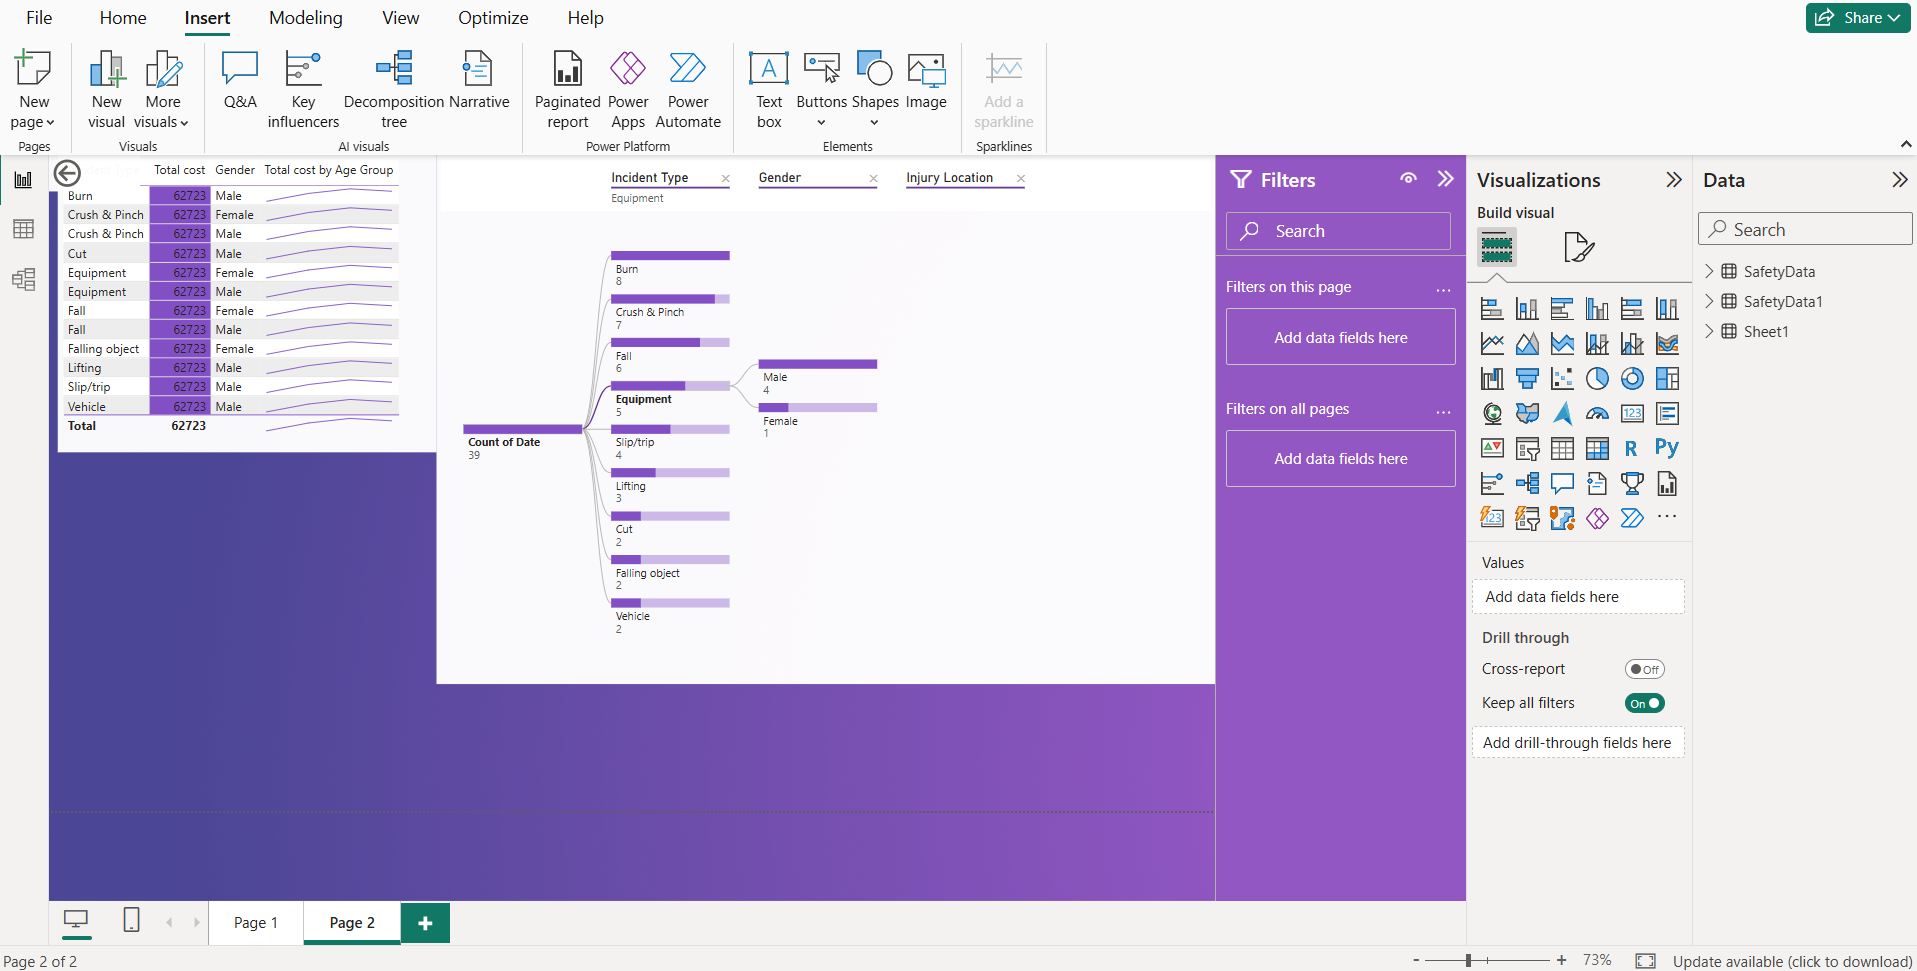 File Home Insert Modeling View Optimize Help Share
New page
New visual
More visuals
Q&A
Key influencers
Decomposition tree
Narrative
Paginated report
Power Apps
Power Automate
Text box
Buttons
Shapes
Image
Add a sparkline
Pages Visuals AI visuals Power Platform Elements Sparklines
Total cost Gender Total cost by Age Group
Burn 62723 Male
Crush & Pinch 62723 Female
Crush & Pinch 62723 Male
Cut 62723 Male
Equipment 62723 Female
Equipment 62723 Male
Fall 62723 Female
Fall 62723 Male
Falling object 62723 Female
Lifting 62723 Male
Slip/trip 62723 Male
Vehicle 62723 Male
Total 62723
Incident Type Gender Injury Location
Equipment
Count of Date
39
Burn
8
Crush & Pinch
7
Fall
6
Equipment
5
Slip/trip
4
Lifting
3
Cut
2
Falling object
2
Vehicle
2
Male
4
Female
1
Filters
Search
Filters on this page ...
Add data fields here
Filters on all pages ...
Add data fields here
Visualizations
Build visual
123
R
Py
123
...
Values
Add data fields here
Drill through
Cross-report Off
Keep all filters On
Add drill-through fields here
Data
Search
SafetyData
SafetyData1
Sheet1
Page 1 Page 2 +
Page 2 of 2 - + 73% Update available (click to download)